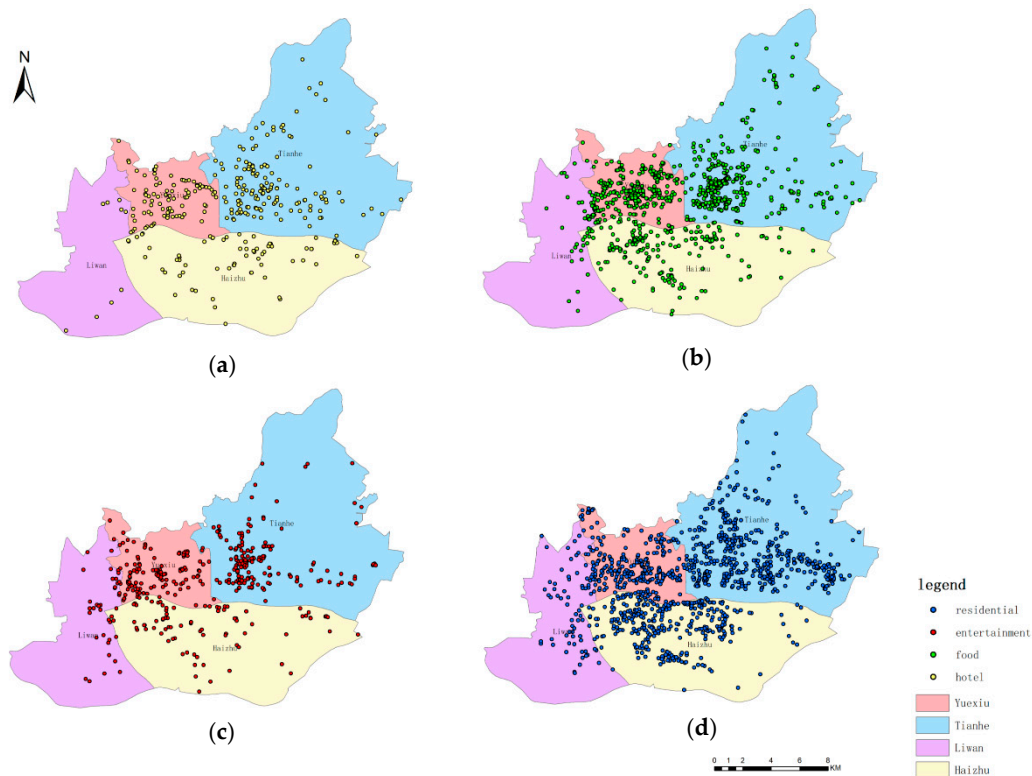 N
Tianhe
Liwan
Haizhu
(a)
Tianhe
Liwan
Haizhu
(b)
Tianhe
Yuexiu
Liwan
Haizhu
(c)
Tianhe
Haizhu
(d)
legend
residential
entertainment
food
hotel
Yuexiu
Tianhe
Liwan
Haizhu
0 1 2 4 6 8
KM